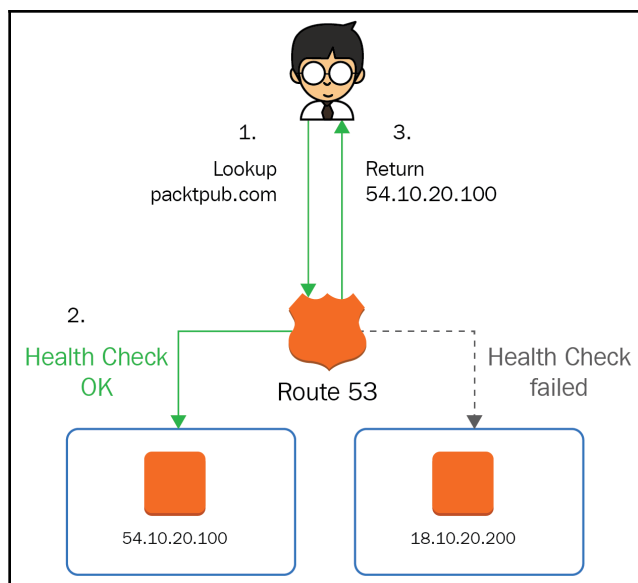 1.
3.
Lookup
packtpub.com
Return
54.10.20.100
2.
Health Check
OK
Route 53
Health Check
failed
54.10.20.100
18.10.20.200